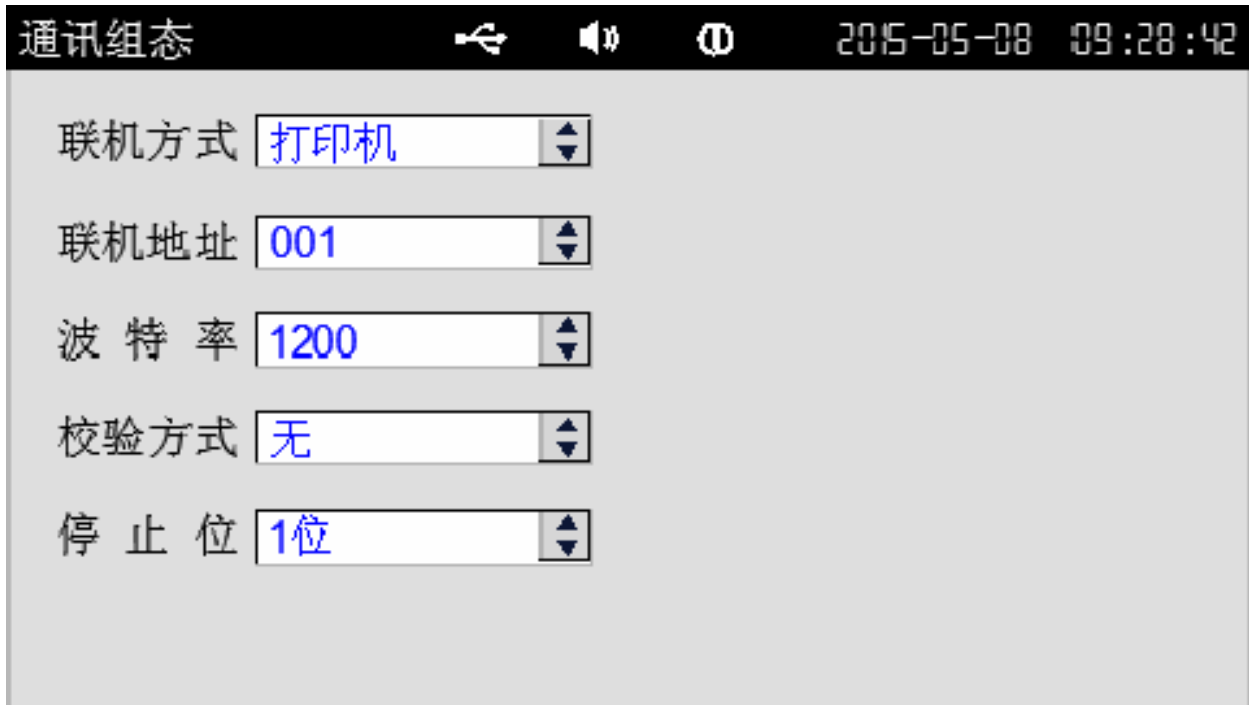 通讯组态 2015-05-08 09:28:42
联机方式 打印机
联机地址 001
波特率 1200
校验方式 无
停止位 1位